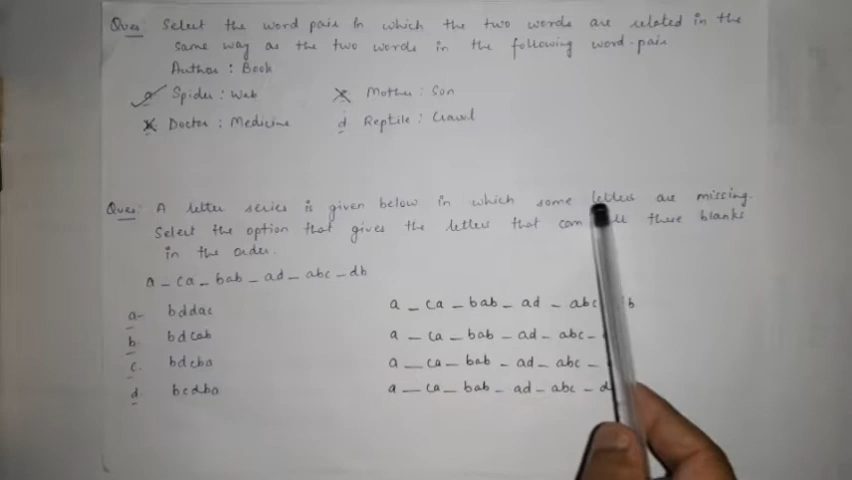 Ques Select the word pair in which the two words are related in the
same way as the two words in the following word-pair
Author : Book
a Spider : Web
Mother : Son
Doctor : Medicine
d Reptile : Crawl
Ques: A letter series is given below in which some letters are missing.
Select the option that gives the letters that can these blanks
in the order.
a - ca - bab - ad - abc - db
a- bddac
a - ca - bab - ad - abc b
b. bdcab
a - ca - bab - ad - abc -
c. bdcba
a - ca - bab - ad - abc -
d. bcdba
a - ca - bab - ad - abc - d